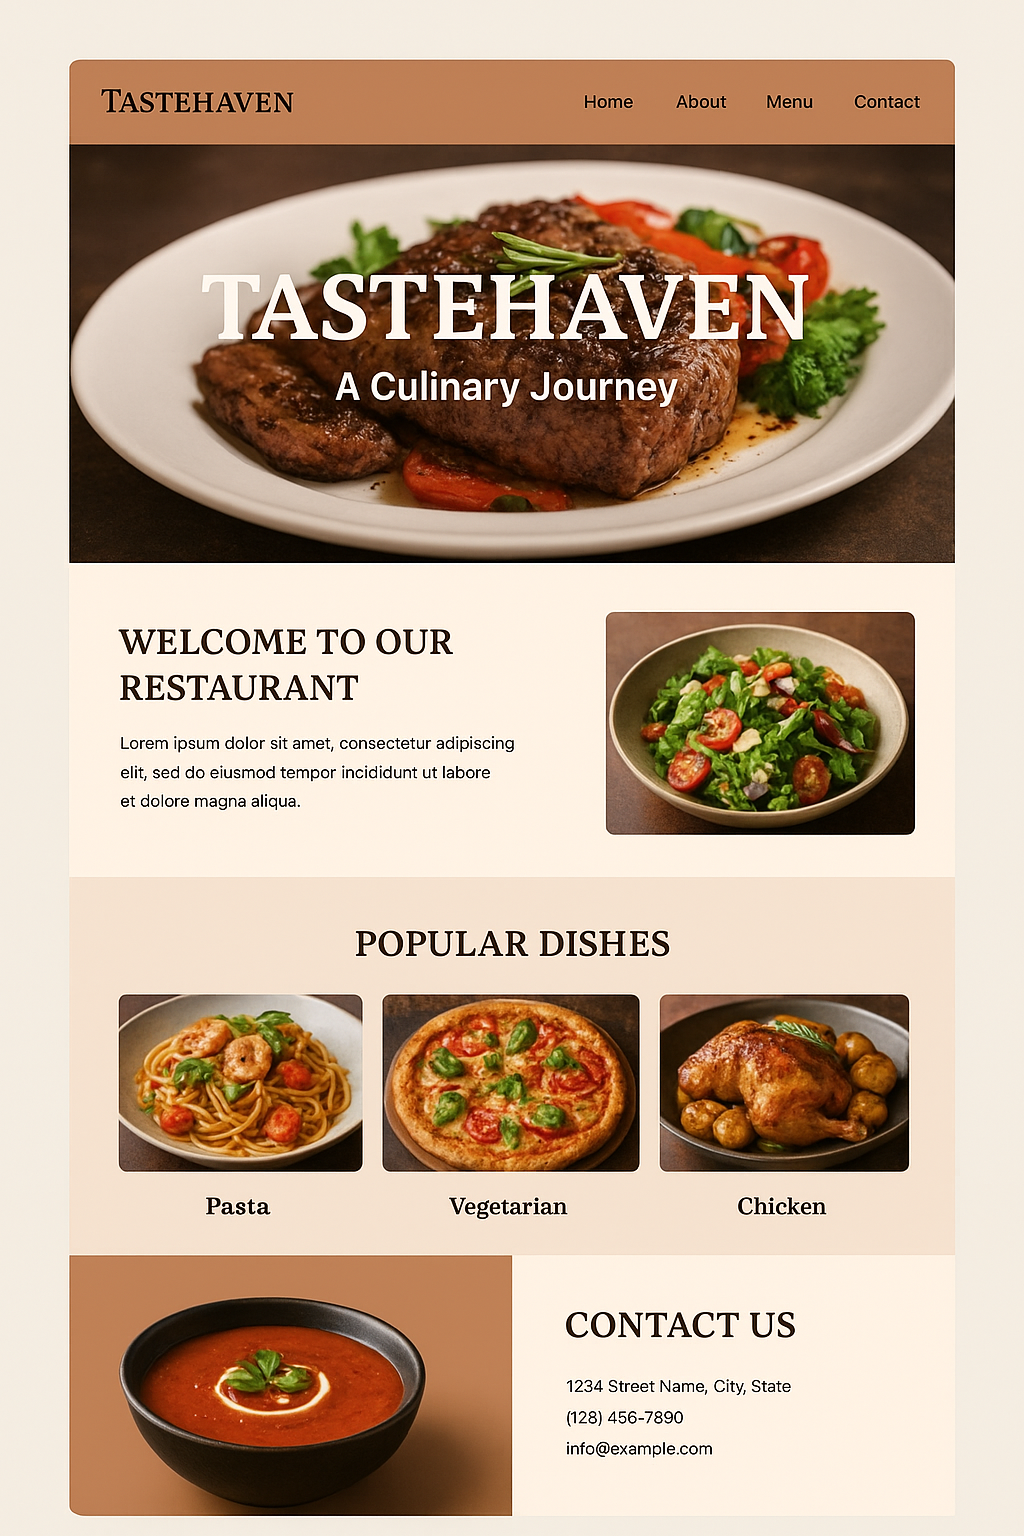 TASTEHAVEN
Home About Menu Contact
TASTEHAVEN
A Culinary Journey
WELCOME TO OUR
RESTAURANT
Lorem ipsum dolor sit amet, consectetur adipiscing
elit, sed do eiusmod tempor incididunt ut labore
et dolore magna aliqua.
POPULAR DISHES
Pasta Vegetarian Chicken
CONTACT US
1234 Street Name, City, State
(128) 456-7890
info@example.com